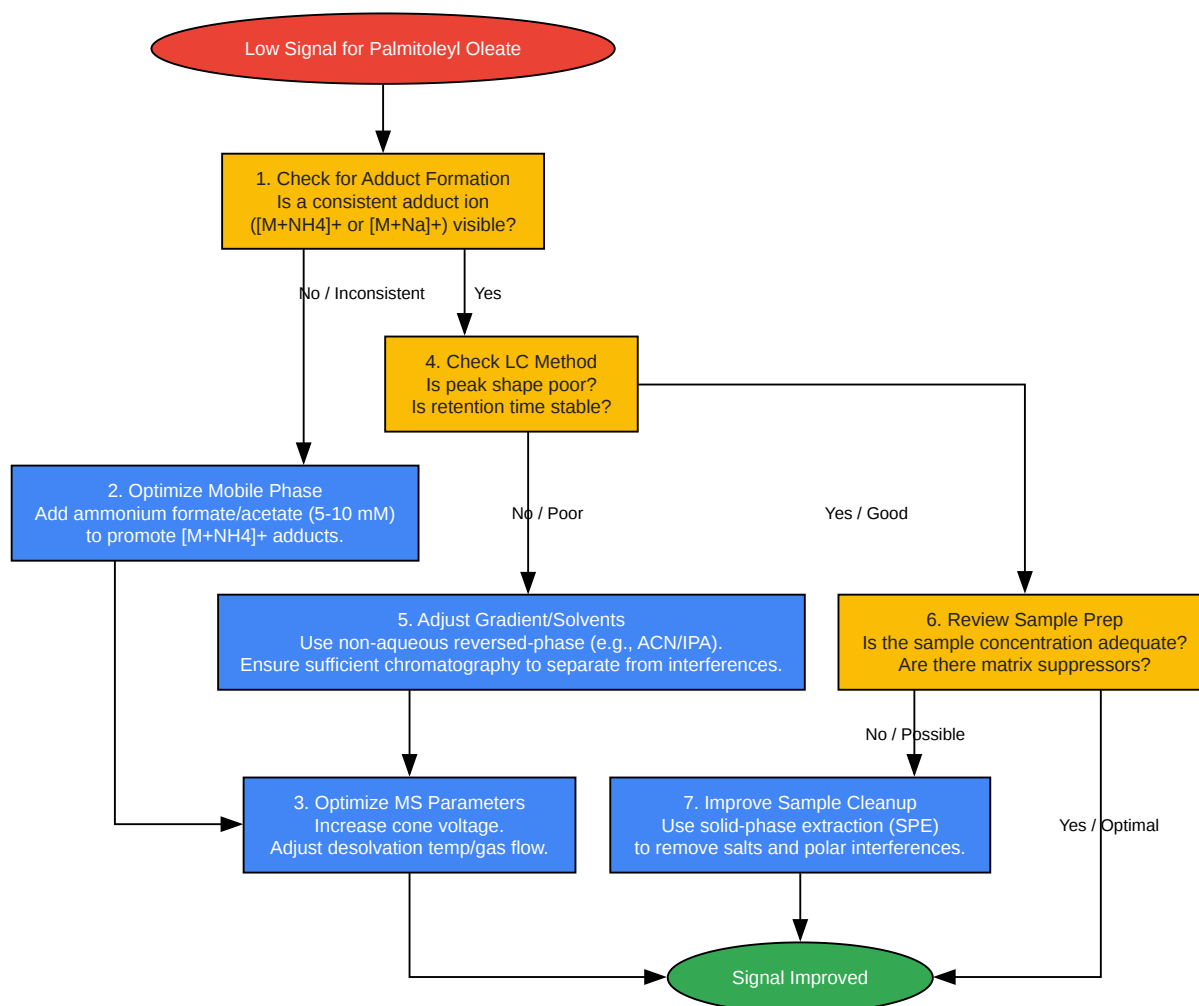 Low Signal for Palmitoleyl Oleate
1. Check for Adduct Formation
Is a consistent adduct ion
([M+NH4]+ or [M+Na]+) visible?
No / Inconsistent
Yes
4. Check LC Method
Is peak shape poor?
Is retention time stable?
2. Optimize Mobile Phase
Add ammonium formate/acetate (5-10 mM)
to promote [M+NH4]+ adducts.
No / Poor
Yes / Good
5. Adjust Gradient/Solvents
Use non-aqueous reversed-phase (e.g., ACN/IPA).
Ensure sufficient chromatography to separate from interferences.
6. Review Sample Prep
Is the sample concentration adequate?
Are there matrix suppressors?
No / Possible
3. Optimize MS Parameters
Increase cone voltage.
Adjust desolvation temp/gas flow.
7. Improve Sample Cleanup
Use solid-phase extraction (SPE)
to remove salts and polar interferences.
Yes / Optimal
Signal Improved